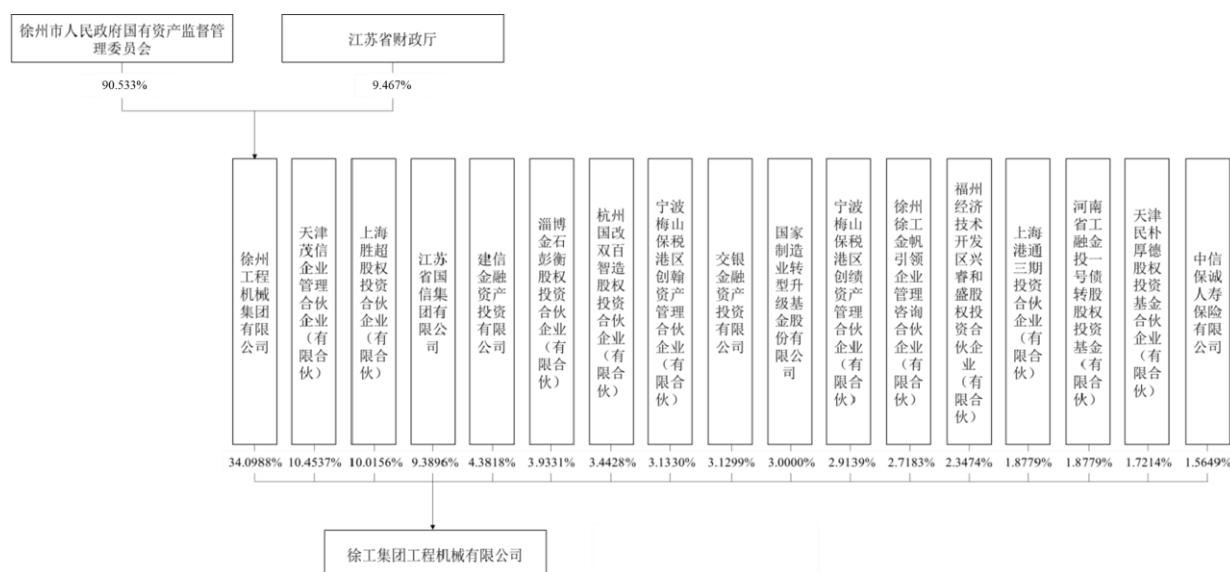 徐州市人民政府国有资产监督管
理委员会
江苏省财政厅
90.533%
9.467%
徐州
工程
机械
集团
有限
公司
天津
茂信
企业
管理
合伙
企业
（有
限合
伙）
上海
胜超
股权
投资
合伙
企业
（有
限合
伙）
江苏
省国
信集
团有
限公
司
建信
金融
资产
投资
有限
公司
淄博
金石
彭衡
股权
投资
合伙
企业
（有
限合
伙）
杭州
国改
双百
智造
股权
投资
合伙
企业
（有
限合
伙）
宁波
梅山
保税
港区
创翰
资产
管理
合伙
企业
（有
限合
伙）
交银
金融
资产
投资
有限
公司
国家
制造
业转
型升
级基
金股
份有
限公
司
宁波
梅山
保税
港区
创绩
资产
管理
合伙
企业
（有
限合
伙）
徐州
徐工
金帆
引领
企业
管理
咨询
合伙
企业
（有
限合
伙）
福州
经济
技术
开发
区兴
睿和
盛股
权投
资合
伙企
业
（有
限合
伙）
上海
港通
三期
投资
合伙
企业
（有
限合
伙）
河南
省工
融金
投一
号债
转股
股权
投资
基金
（有
限合
伙）
天津
民朴
厚德
股权
投资
基金
合伙
企业
（有
限合
伙）
中信
保诚
人寿
保险
有限
公司
34.0988%
10.4537%
10.0156%
9.3896%
4.3818%
3.9331%
3.4428%
3.1330%
3.1299%
3.0000%
2.9139%
2.7183%
2.3474%
1.8779%
1.8779%
1.7214%
1.5649%
徐工集团工程机械有限公司